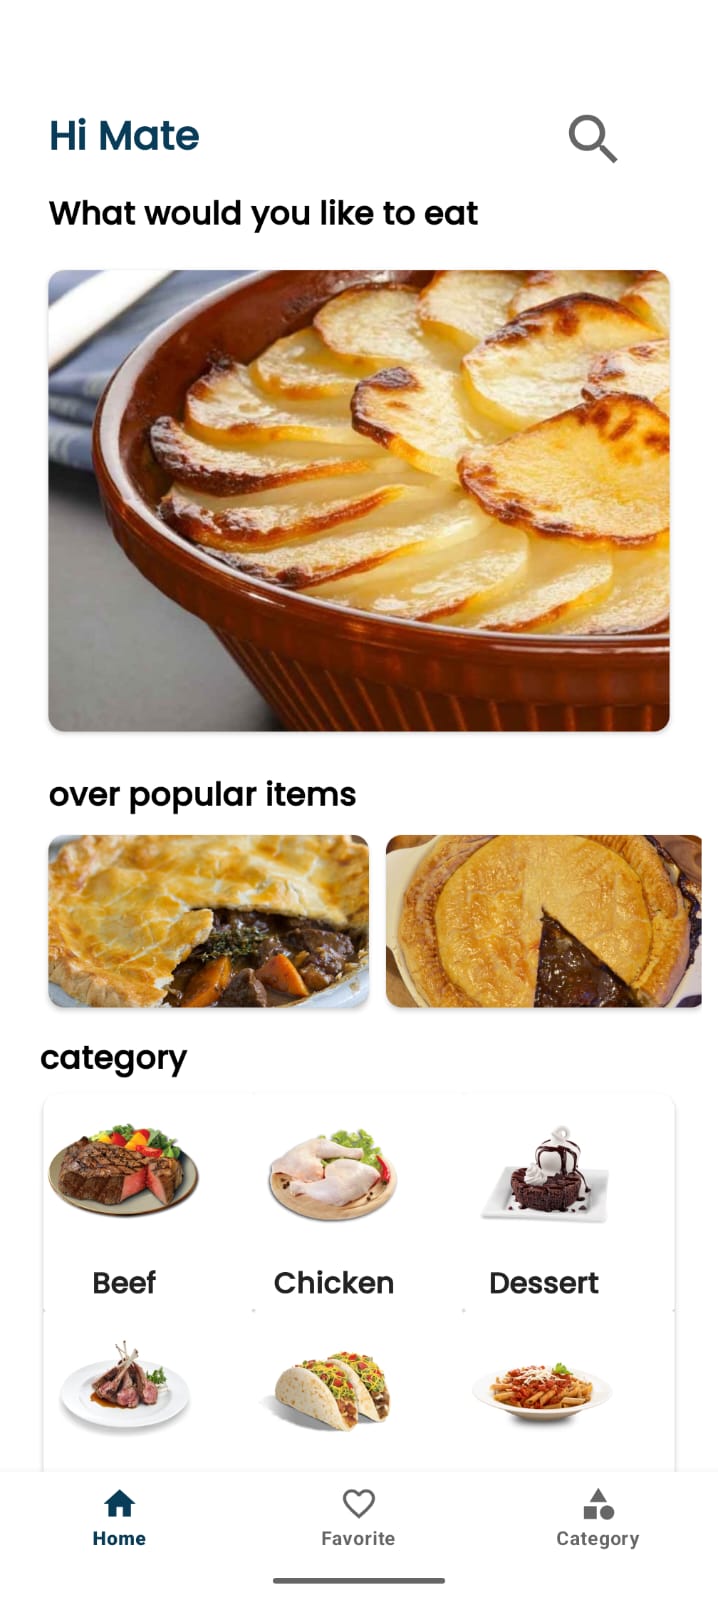 Hi Mate
What would you like to eat
over popular items
category
Beef
Chicken
Dessert
Home
Favorite
Category